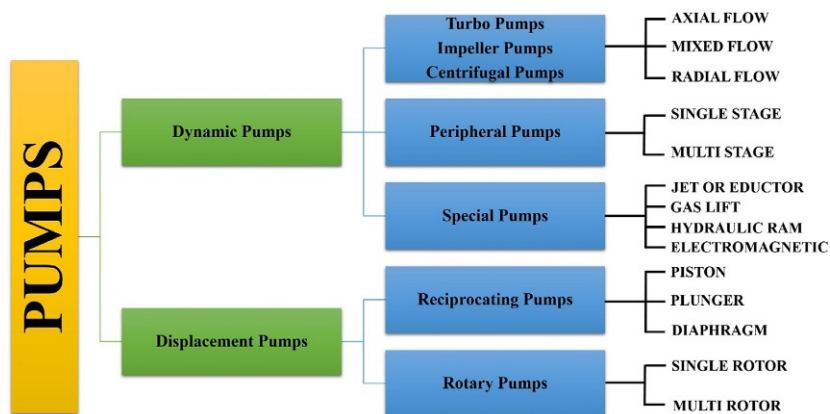 PUMPS
Dynamic Pumps
Displacement Pumps
Turbo Pumps
Impeller Pumps
Centrifugal Pumps
Peripheral Pumps
Special Pumps
Reciprocating Pumps
Rotary Pumps
AXIAL FLOW
MIXED FLOW
RADIAL FLOW
SINGLE STAGE
MULTI STAGE
JET OR EDUCTOR
GAS LIFT
HYDRAULIC RAM
ELECTROMAGNETIC
PISTON
PLUNGER
DIAPHRAGM
SINGLE ROTOR
MULTI ROTOR